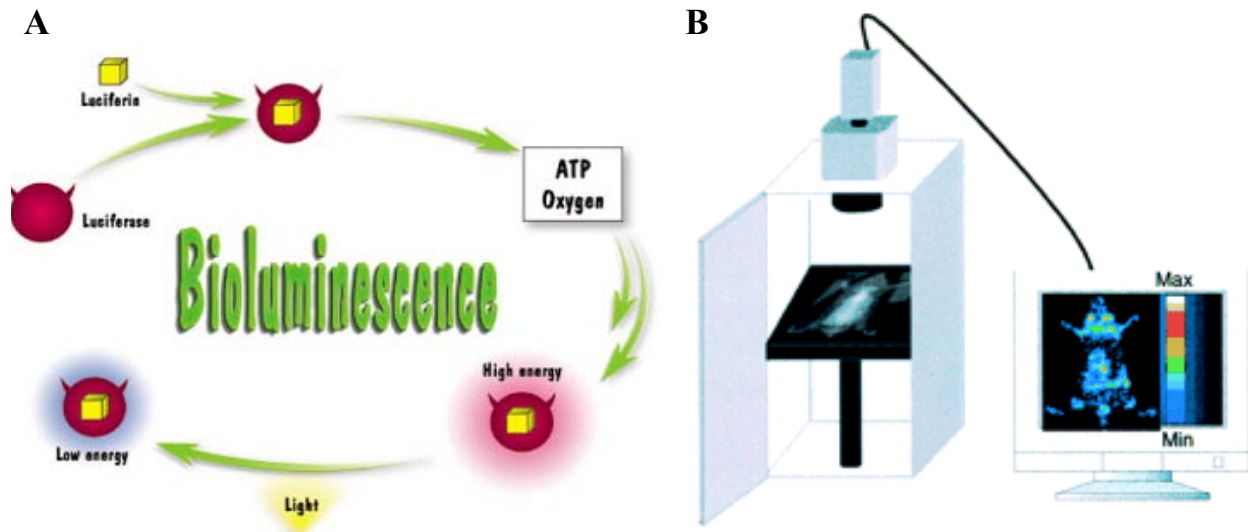 A
Luciferin
Luciferase
ATP
Oxygen
Bioluminescence
High energy
Low energy
Light
B
Max
Min